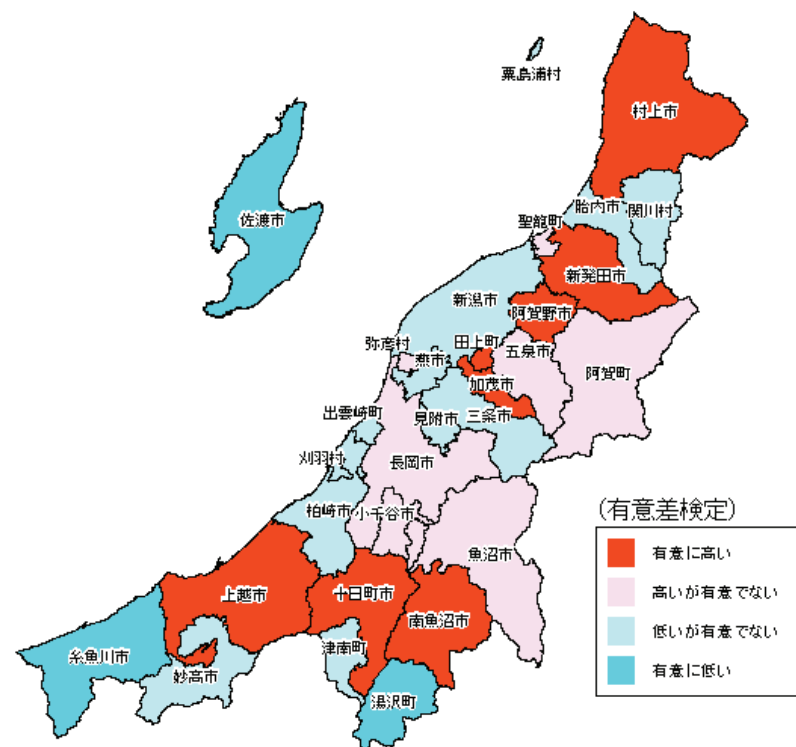 粟島浦村
村上市
佐渡市
胎内市
関川村
聖籠町
新発田市
新潟市
阿賀野市
弥彦村
田上町
五泉市
燕市
阿賀町
加茂市
出雲崎町
見附市
三条市
刈羽村
長岡市
柏崎市
小千谷市
魚沼市
上越市
十日町市
南魚沼市
糸魚川市
津南町
妙高市
湯沢町
(有意差検定)
有意に高い
高いが有意でない
低いが有意でない
有意に低い